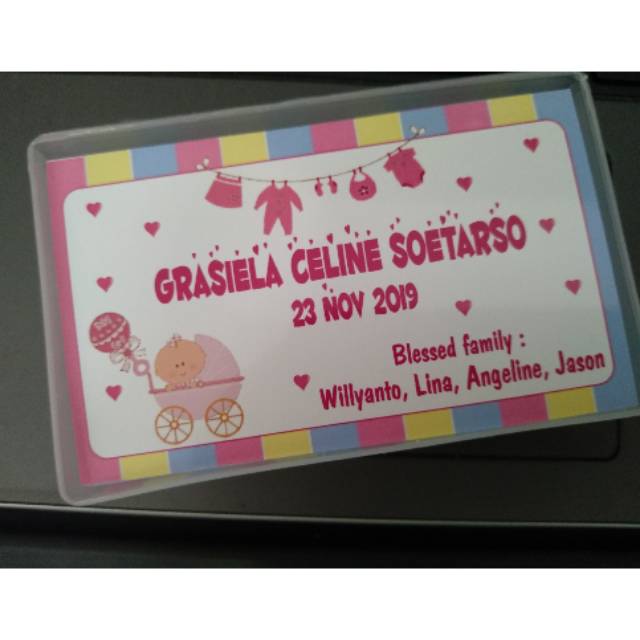 GRASIELA CELINE SOETARSO
23 NOV 2019
Blessed family :
Willyanto, Lina, Angeline, Jason